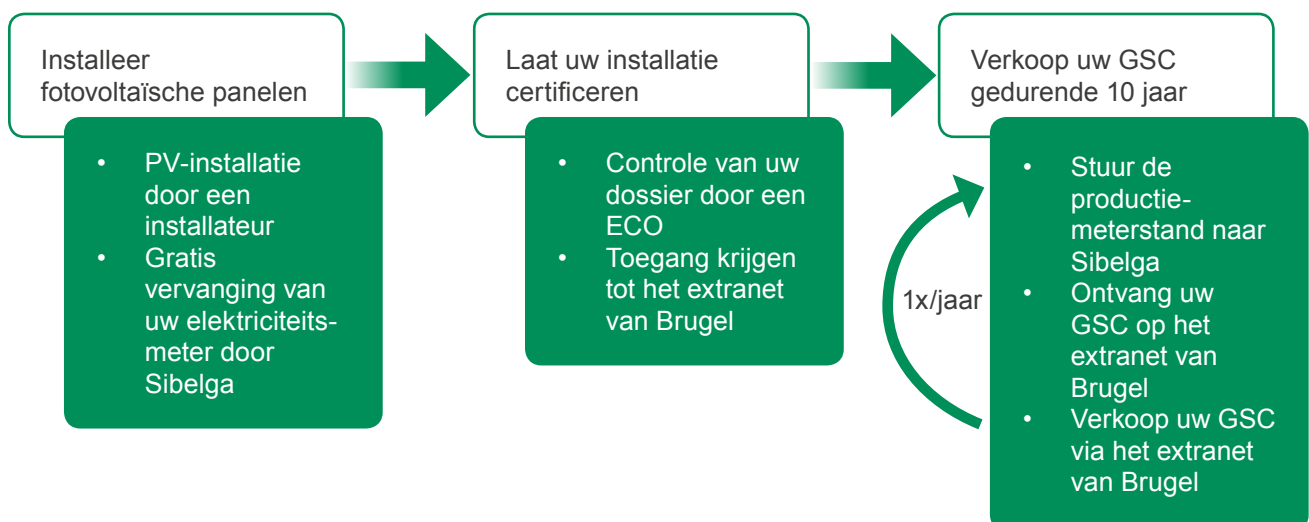 Installeer
fotovoltaïsche panelen
• PV-installatie
door een
installateur
• Gratis
vervanging van
uw elektriciteits-
meter door
Sibelga
Laat uw installatie
certificeren
• Controle van uw
dossier door een
ECO
• Toegang krijgen
tot het extranet
van Brugel
Verkoop uw GSC
gedurende 10 jaar
1x/jaar
• Stuur de
productie-
meterstand naar
Sibelga
• Ontvang uw
GSC op het
extranet van
Brugel
• Verkoop uw GSC
via het extranet
van Brugel